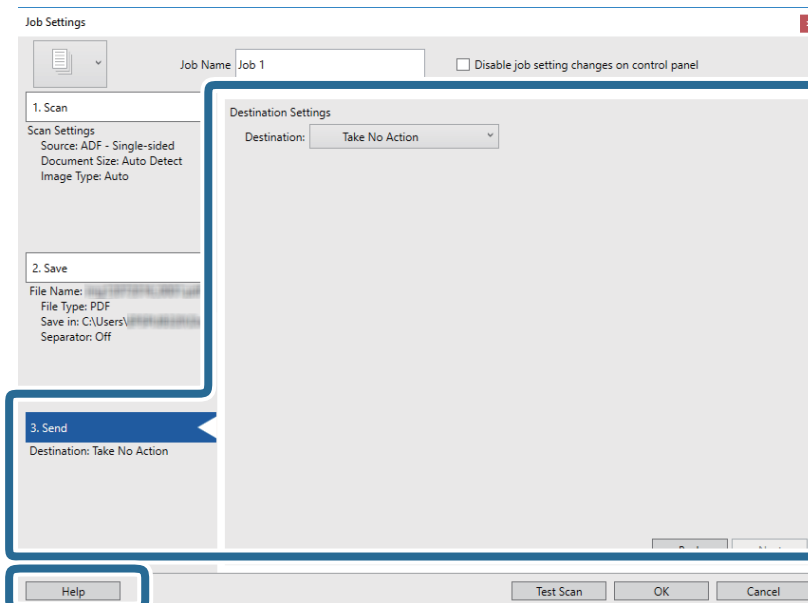 Job Settings
Job Name Job 1
Disable job setting changes on control panel
1. Scan
Scan Settings
Source: ADF - Single-sided
Document Size: Auto Detect
Image Type: Auto
2. Save
File Name:
File Type: PDF
Save in: C:\Users\
Separator: Off
3. Send
Destination: Take No Action
Destination Settings
Destination: Take No Action
Help
Test Scan
OK
Cancel